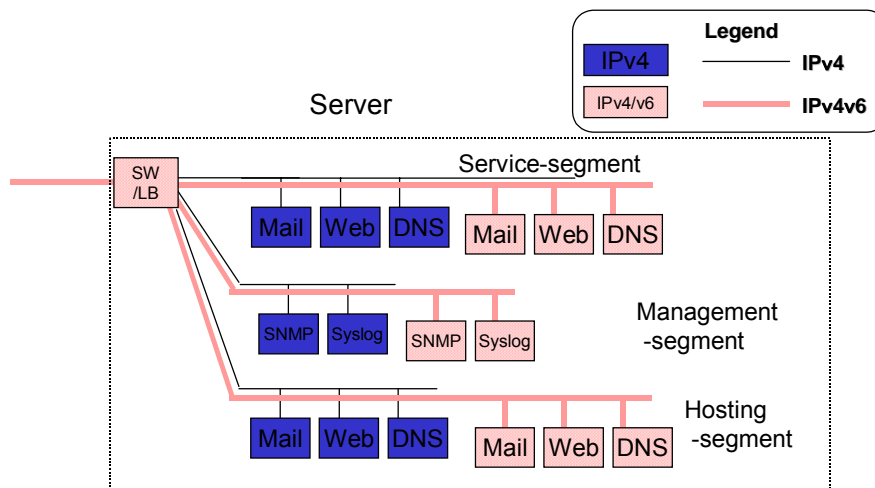 Legend
IPv4
IPv4
IPv4/v6
IPv4v6
Server
SW
/LB
Service-segment
Mail
Web
DNS
Mail
Web
DNS
SNMP
Syslog
SNMP
Syslog
Management
-segment
Mail
Web
DNS
Mail
Web
DNS
Hosting
-segment